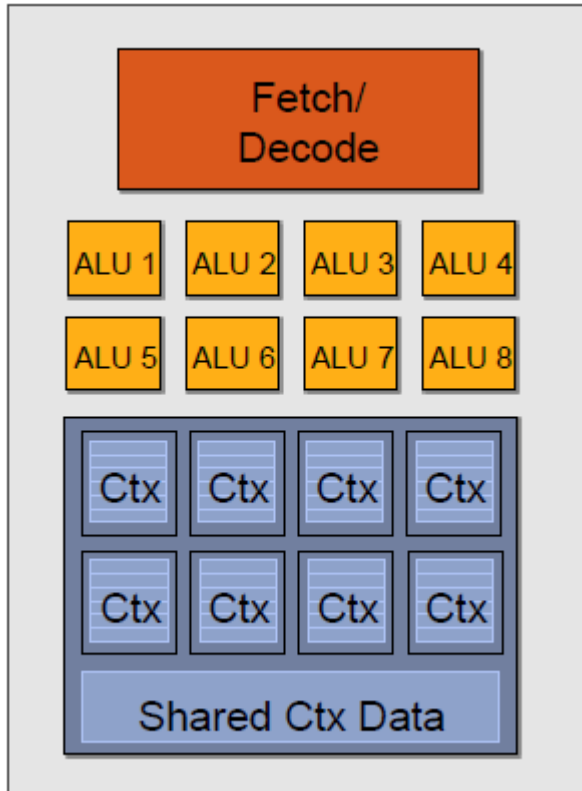 Fetch/
Decode
ALU 1 ALU 2 ALU 3 ALU 4
ALU 5 ALU 6 ALU 7 ALU 8
Ctx Ctx Ctx Ctx
Ctx Ctx Ctx Ctx
Shared Ctx Data